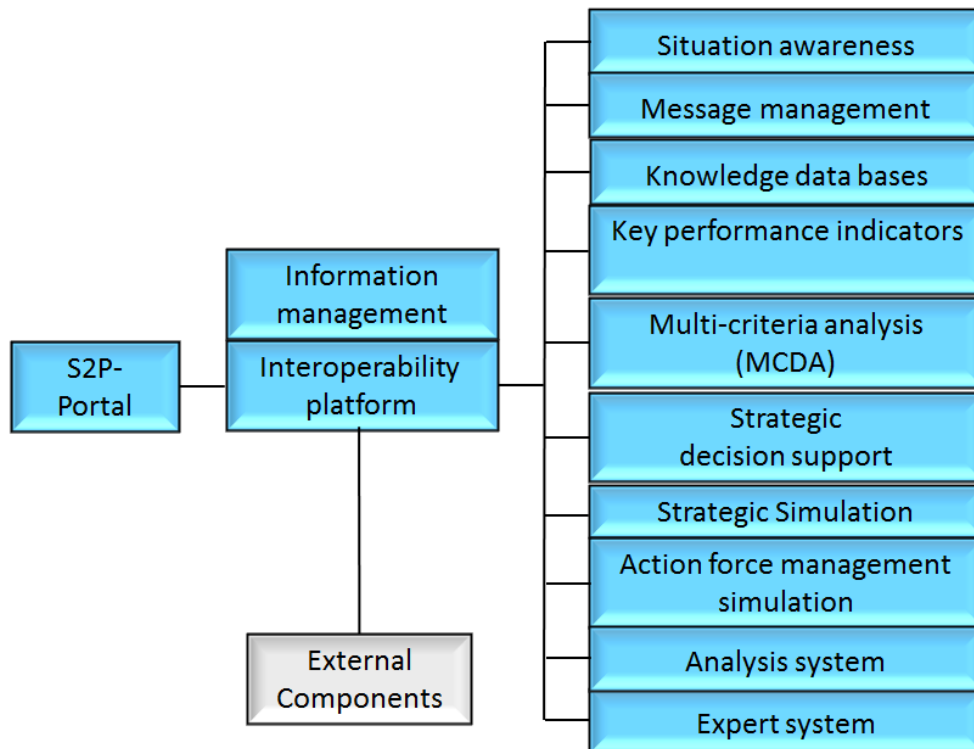 S2P-
Portal
Information
management
Interoperability
platform
External
Components
Situation awareness
Message management
Knowledge data bases
Key performance indicators
Multi-criteria analysis
(MCDA)
Strategic
decision support
Strategic Simulation
Action force management
simulation
Analysis system
Expert system